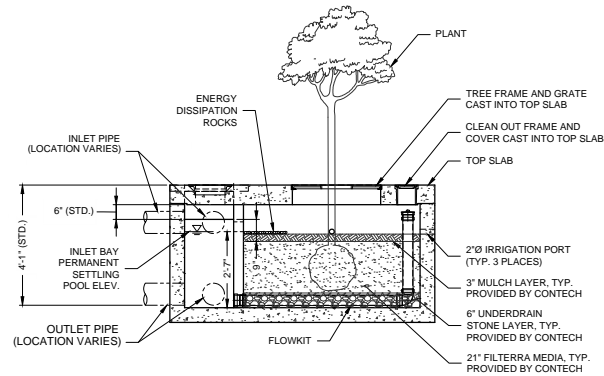 PLANT
ENERGY
DISSIPATION
ROCKS
TREE FRAME AND GRATE
CAST INTO TOP SLAB
CLEAN OUT FRAME AND
COVER CAST INTO TOP SLAB
TOP SLAB
INLET PIPE
(LOCATION VARIES)
6" (STD.)
4'-1" (STD.)
INLET BAY
PERMANENT
SETTLING
POOL ELEV.
2'-7"
9"
2"Ø IRRIGATION PORT
(TYP. 3 PLACES)
3" MULCH LAYER, TYP.
PROVIDED BY CONTECH
6" UNDERDRAIN
STONE LAYER, TYP.
PROVIDED BY CONTECH
OUTLET PIPE
(LOCATION VARIES)
FLOWKIT
21" FILTERRA MEDIA, TYP.
PROVIDED BY CONTECH